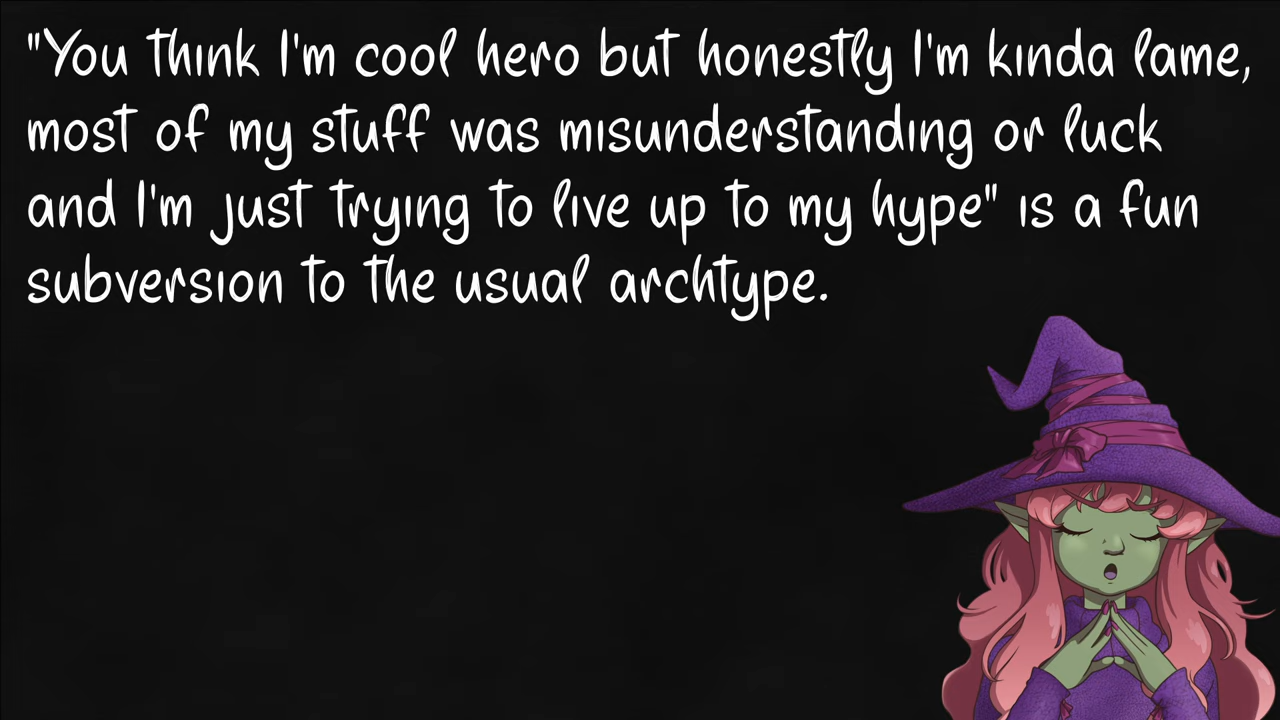 "You think I'm cool hero but honestly I'm kinda lame,
most of my stuff was misunderstanding or luck
and I'm just trying to live up to my hype" is a fun
subversion to the usual archtype.